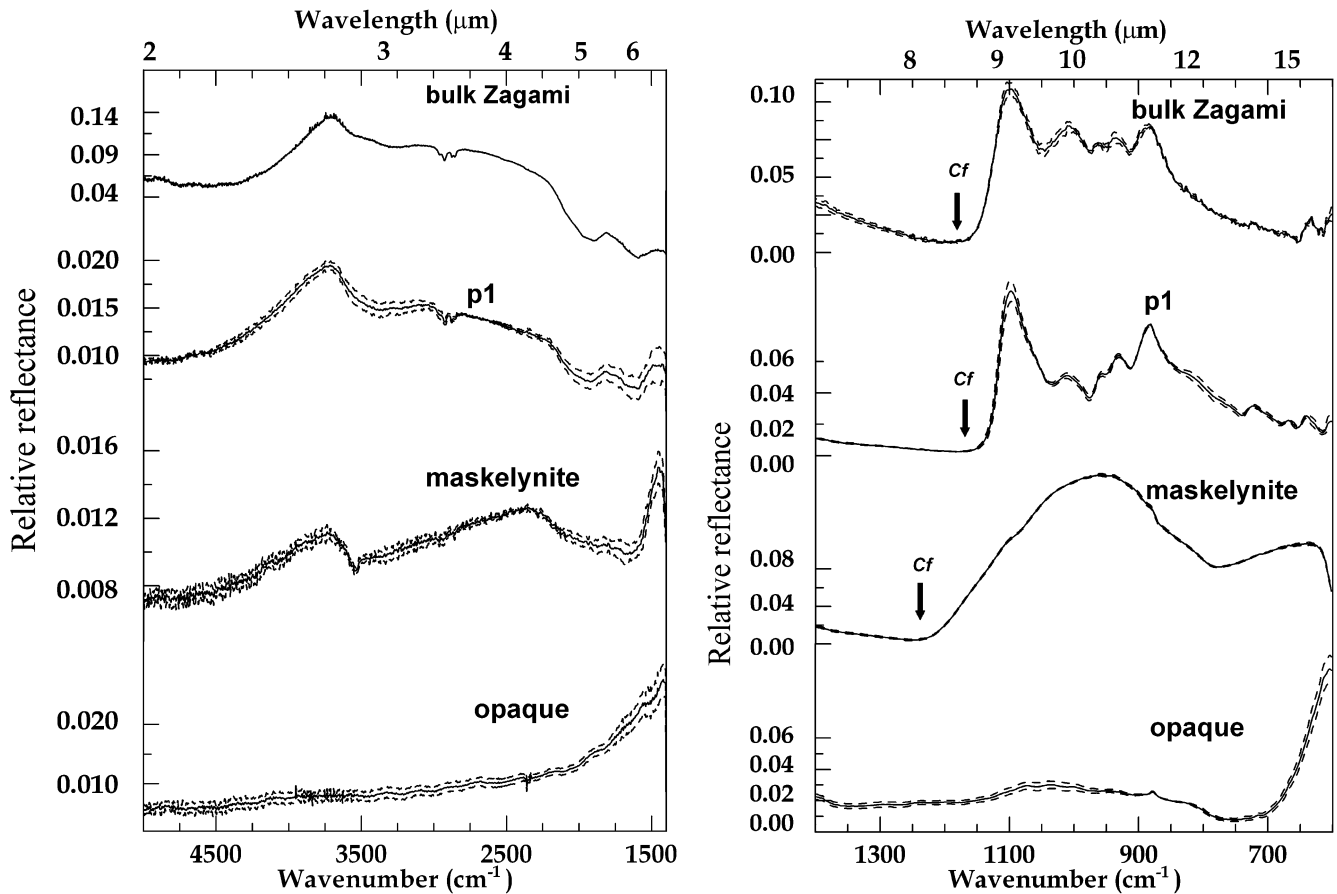 Wavelength (μm)
2 3 4 5 6
bulk Zagami
0.14
0.09
0.04
0.020
p1
0.015
0.010
0.016
maskelynite
0.012
0.008
opaque
0.020
0.010
Relative reflectance
4500 3500 2500 1500
Wavenumber (cm⁻¹)
Wavelength (μm)
8 9 10 12 15
0.10
bulk Zagami
Cf
0.05
0.00
p1
0.06
Cf
0.04
0.02
0.00
maskelynite
0.08
Cf
0.04
0.00
opaque
0.06
0.04
0.02
0.00
Relative reflectance
1300 1100 900 700
Wavenumber (cm⁻¹)